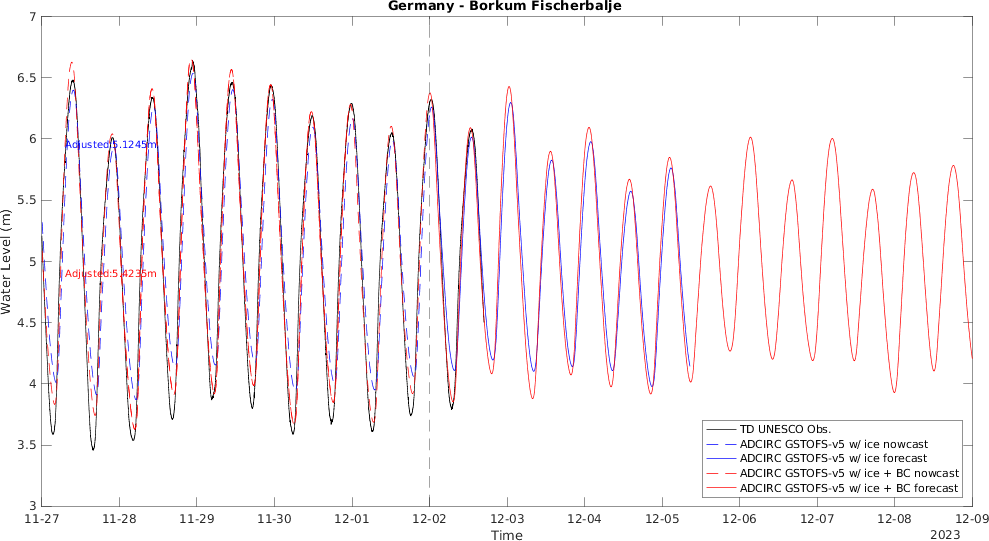 Germany - Borkum Fischerbalje
7
6.5
6
5.5
5
4.5
4
3.5
3
Water Level (m)
Adjusted:5.1245m
Adjusted:5.4235m
TD UNESCO Obs.
ADCIRC GSTOFS-v5 w/ ice nowcast
ADCIRC GSTOFS-v5 w/ ice forecast
ADCIRC GSTOFS-v5 w/ ice + BC nowcast
ADCIRC GSTOFS-v5 w/ ice + BC forecast
11-27 11-28 11-29 11-30 12-01 12-02 12-03 12-04 12-05 12-06 12-07 12-08 12-09
Time
2023